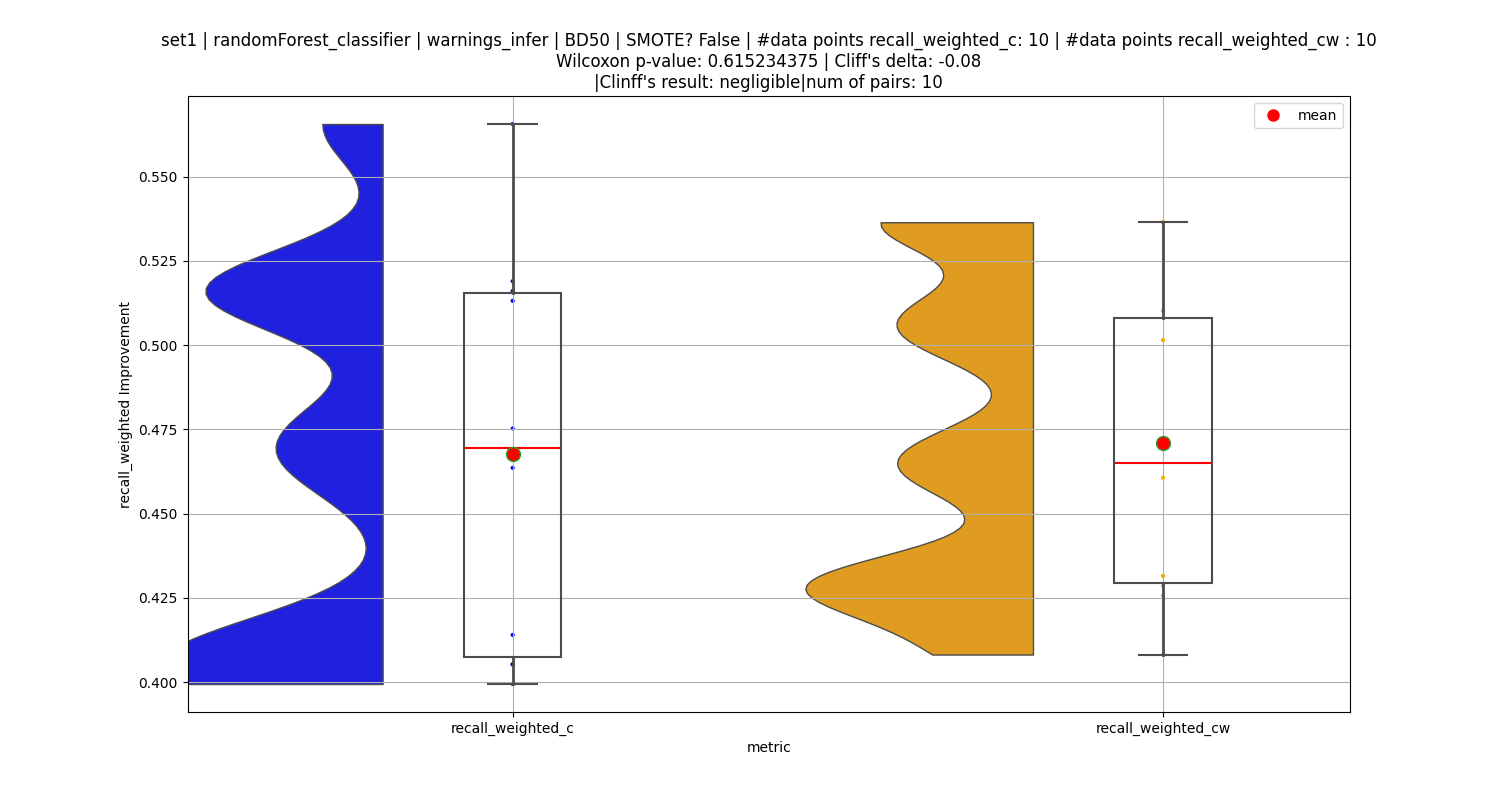 set1 | randomForest_classifier | warnings_infer | BD50 | SMOTE? False | #data points recall_weighted_c: 10 | #data points recall_weighted_cw : 10
Wilcoxon p-value: 0.615234375 | Cliff's delta: -0.08
|Clinff's result: negligible|num of pairs: 10
mean
0.550
0.525
0.500
0.475
0.450
0.425
0.400
recall_weighted Improvement
recall_weighted_c
recall_weighted_cw
metric